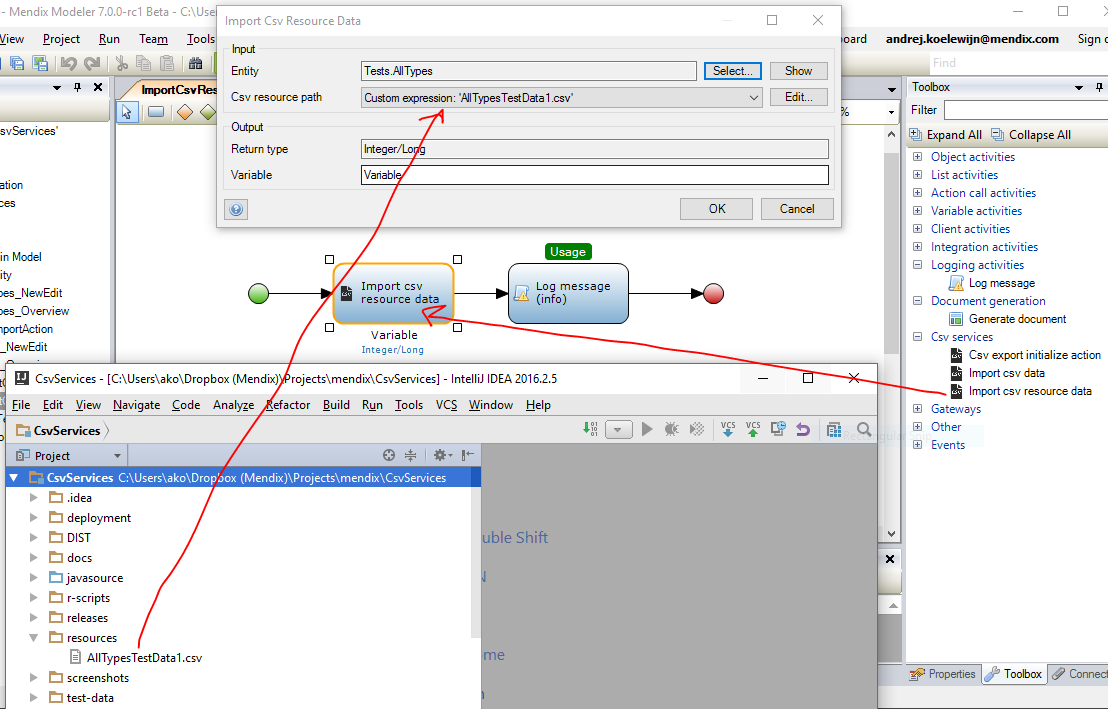 - Mendix Modeler 7.0.0-rc1 Beta - C:\Use
View Project Run Team Tools
andrej.koelewijn@mendix.com Sign
Find
Import Csv Resource Data
Input
Entity
Tests.AllTypes
Select...
Show
Csv resource path
Custom expression: 'AllTypesTestData1.csv'
Edit...
Output
Return type
Integer/Long
Variable
Variable
OK
Cancel
ImportCsvRes
%
Usage
Import csv
resource data
Log message
(info)
Variable
Integer/Long
svServices'
in Model
pes_NewEdit
pes_Overview
mportAction
_NewEdit
Toolbox
Filter
Expand All
Collapse All
Object activities
List activities
Action call activities
Variable activities
Client activities
Integration activities
Logging activities
Log message
Document generation
Generate document
Csv services
Csv export initialize action
Import csv data
Import csv resource data
Gateways
Other
Events
Properties
Toolbox
Connect
CsvServices - [C:\Users\ako\Dropbox (Mendix)\Projects\mendix\CsvServices] - IntelliJ IDEA 2016.2.5
File Edit View Navigate Code Analyze Refactor Build Run Tools VCS Window Help
CsvServices
VCS
VCS
Project
CsvServices C:\Users\ako\Dropbox (Mendix)\Projects\mendix\CsvServices
.idea
deployment
DIST
docs
javasource
r-scripts
releases
resources
AllTypesTestData1.csv
screenshots
test-data
uble Shift